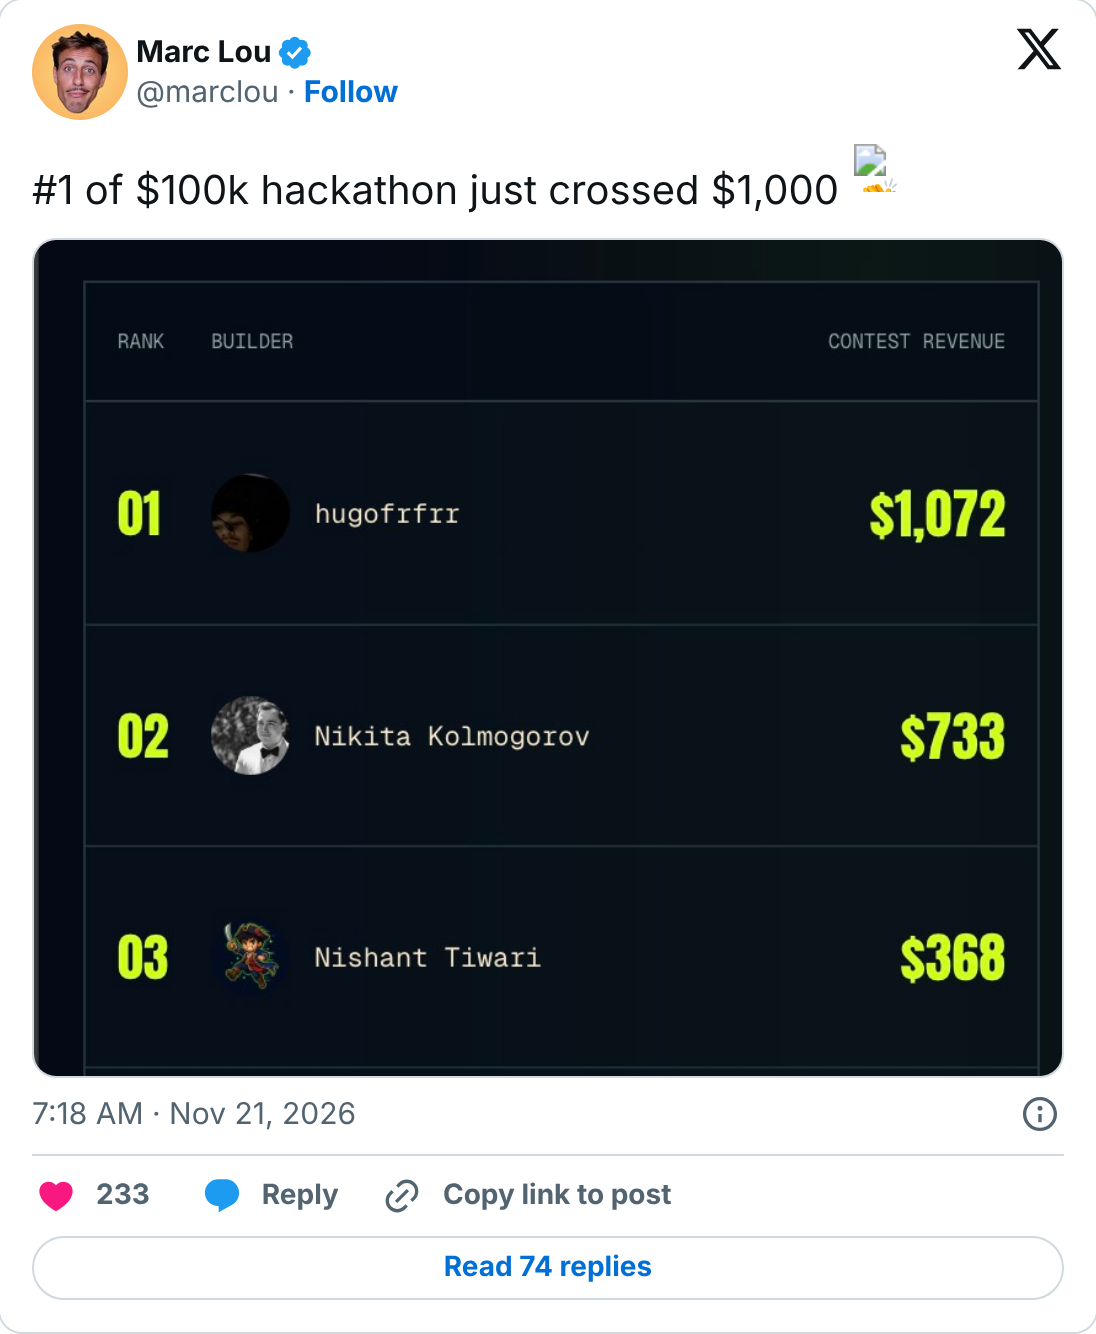 Marc Lou
@marclou · Follow
#1 of $100k hackathon just crossed $1,000
RANK BUILDER CONTEST REVENUE
01 hugofrfrr $1,072
02 Nikita Kolmogorov $733
03 Nishant Tiwari $368
7:18 AM · Nov 21, 2026
233 Reply Copy link to post
Read 74 replies